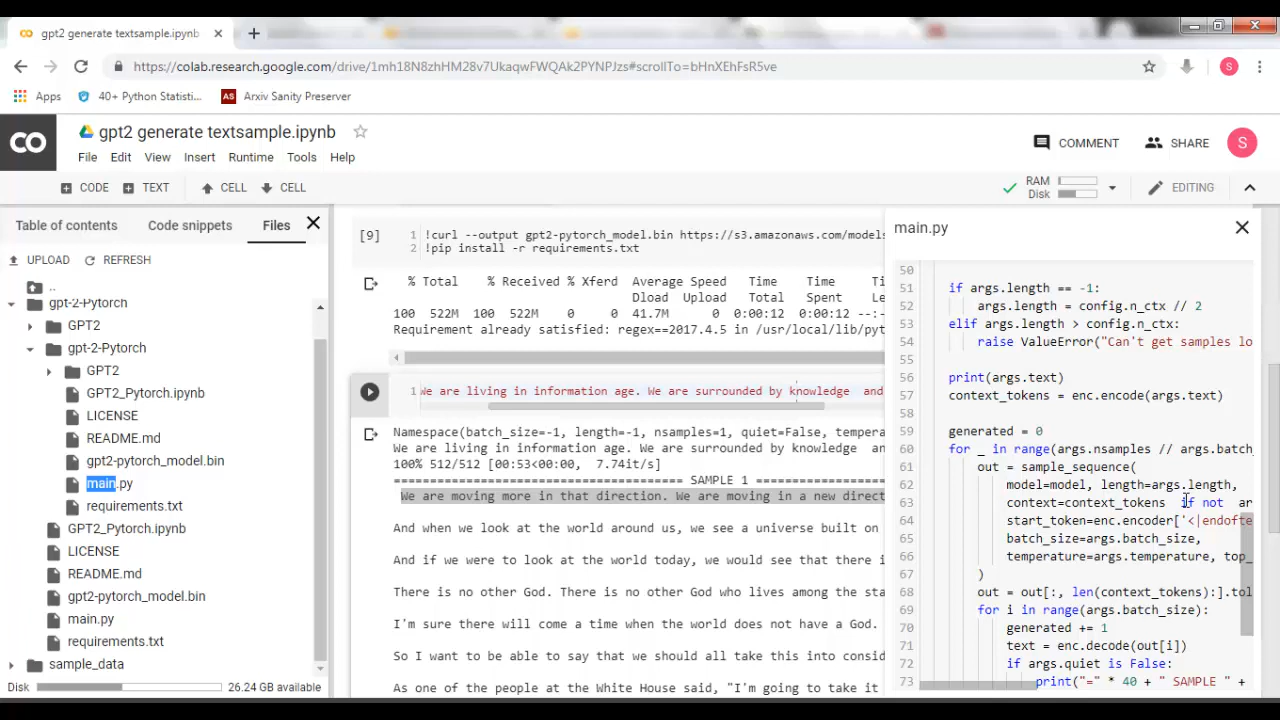 gpt2 generate textsample.ipynb
https://colab.research.google.com/drive/1mh18N8zhHM28v7UkaqwFWQAk2PYNPJzs#scrollTo=bHnXEhFsR5ve
S
Apps
40+ Python Statisti...
AS
Arxiv Sanity Preserver
CO
gpt2 generate textsample.ipynb
File Edit View Insert Runtime Tools Help
COMMENT
SHARE
S
CODE
TEXT
CELL
CELL
RAM
Disk
EDITING
Table of contents
Code snippets
Files
UPLOAD
REFRESH
..
gpt-2-Pytorch
GPT2
gpt-2-Pytorch
GPT2
GPT2_Pytorch.ipynb
LICENSE
README.md
gpt2-pytorch_model.bin
main.py
requirements.txt
GPT2_Pytorch.ipynb
LICENSE
README.md
gpt2-pytorch_model.bin
main.py
requirements.txt
sample_data
Disk
26.24 GB available
[9]
1 !curl --output gpt2-pytorch_model.bin https://s3.amazonaws.com/models
2 !pip install -r requirements.txt
% Total % Received % Xferd Average Speed Time Time
Dload Upload Total Spent Le
100 522M 100 522M 0 0 41.7M 0 0:00:12 0:00:12 --:-
Requirement already satisfied: regex==2017.4.5 in /usr/local/lib/pyt
1 We are living in information age. We are surrounded by knowledge and
Namespace(batch_size=-1, length=-1, nsamples=1, quiet=False, tempera
We are living in information age. We are surrounded by knowledge an
100% 512/512 [00:53<00:00, 7.74it/s]
======================================== SAMPLE 1 =============
We are moving more in that direction. We are moving in a new direct
And when we look at the world around us, we see a universe built on
And if we were to look at the world today, we would see that there i
There is no other God. There is no other God who lives among the sta
I'm sure there will come a time when the world does not have a God.
So I want to be able to say that we should all take this into consid
As one of the people at the White House said, "I'm going to take it
main.py
50
51 if args.length == -1:
52 args.length = config.n_ctx // 2
53 elif args.length > config.n_ctx:
54 raise ValueError("Can't get samples lo
55
56 print(args.text)
57 context_tokens = enc.encode(args.text)
58
59 generated = 0
60 for _ in range(args.nsamples // args.batch_
61 out = sample_sequence(
62 model=model, length=args.length,
63 context=context_tokens if not ar
64 start_token=enc.encoder['<|endofte
65 batch_size=args.batch_size,
66 temperature=args.temperature, top_
67 )
68 out = out[:, len(context_tokens):].tol
69 for i in range(args.batch_size):
70 generated += 1
71 text = enc.decode(out[i])
72 if args.quiet is False:
73 print("=" * 40 + " SAMPLE " +